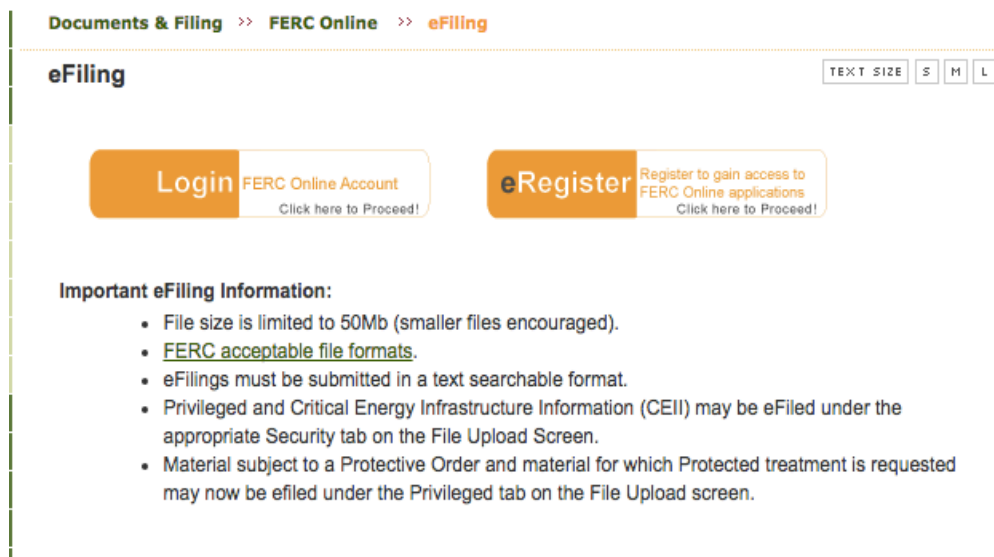 Documents & Filing >> FERC Online >> eFiling
eFiling
TEXT SIZE S M L
Login FERC Online Account
Click here to Proceed!
eRegister Register to gain access to
FERC Online applications
Click here to Proceed!
Important eFiling Information:
• File size is limited to 50Mb (smaller files encouraged).
• FERC acceptable file formats.
• eFilings must be submitted in a text searchable format.
• Privileged and Critical Energy Infrastructure Information (CEII) may be eFiled under the
appropriate Security tab on the File Upload Screen.
• Material subject to a Protective Order and material for which Protected treatment is requested
may now be efiled under the Privileged tab on the File Upload screen.